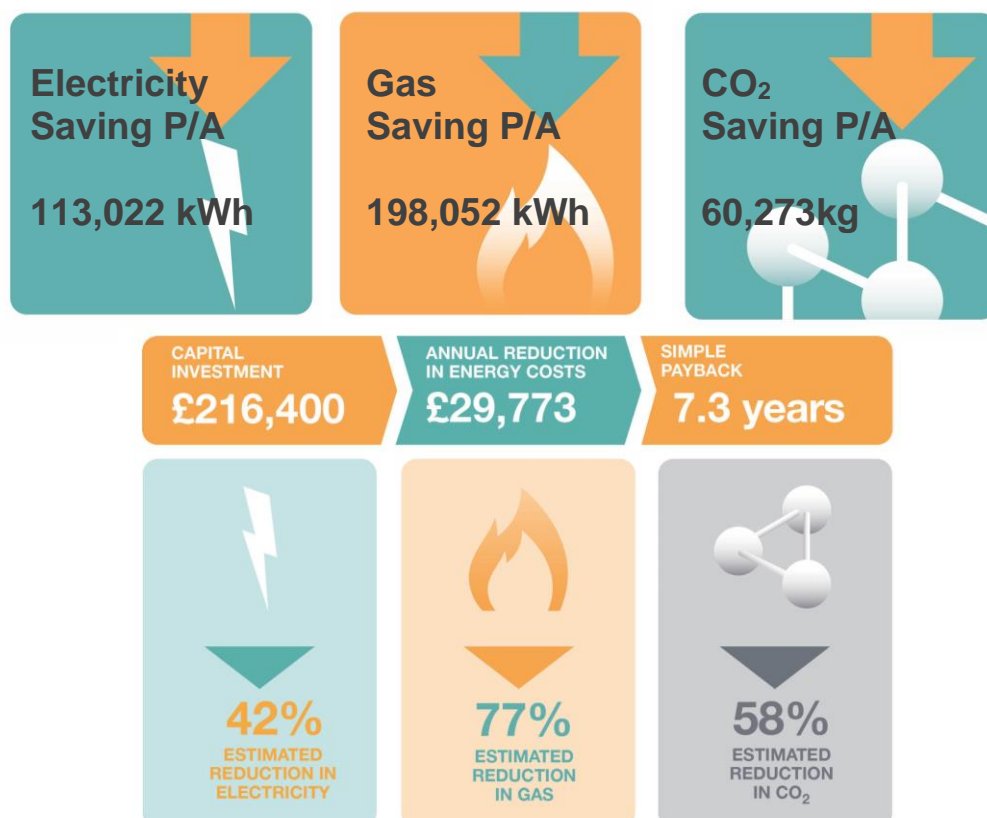 Electricity
Saving P/A
113,022 kWh
Gas
Saving P/A
198,052 kWh
CO₂
Saving P/A
60,273kg
CAPITAL
INVESTMENT
£216,400
ANNUAL REDUCTION
IN ENERGY COSTS
£29,773
SIMPLE
PAYBACK
7.3 years
42%
ESTIMATED
REDUCTION IN
ELECTRICITY
77%
ESTIMATED
REDUCTION
IN GAS
58%
ESTIMATED
REDUCTION
IN CO₂